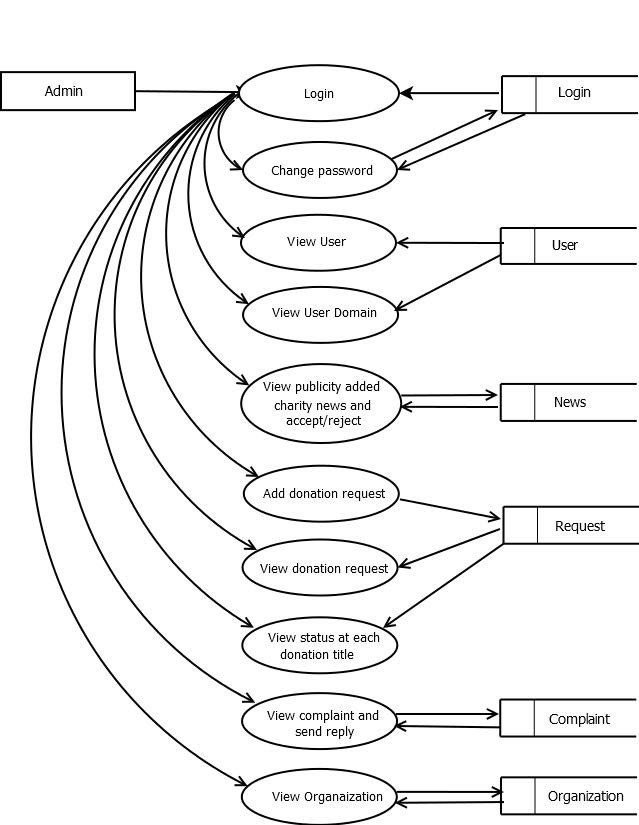 Admin
Login
Login
Change password
View User
User
View User Domain
View publicity added
charity news and
accept/reject
News
Add donation request
Request
View donation request
View status at each
donation title
View complaint and
send reply
Complaint
View Organaization
Organization